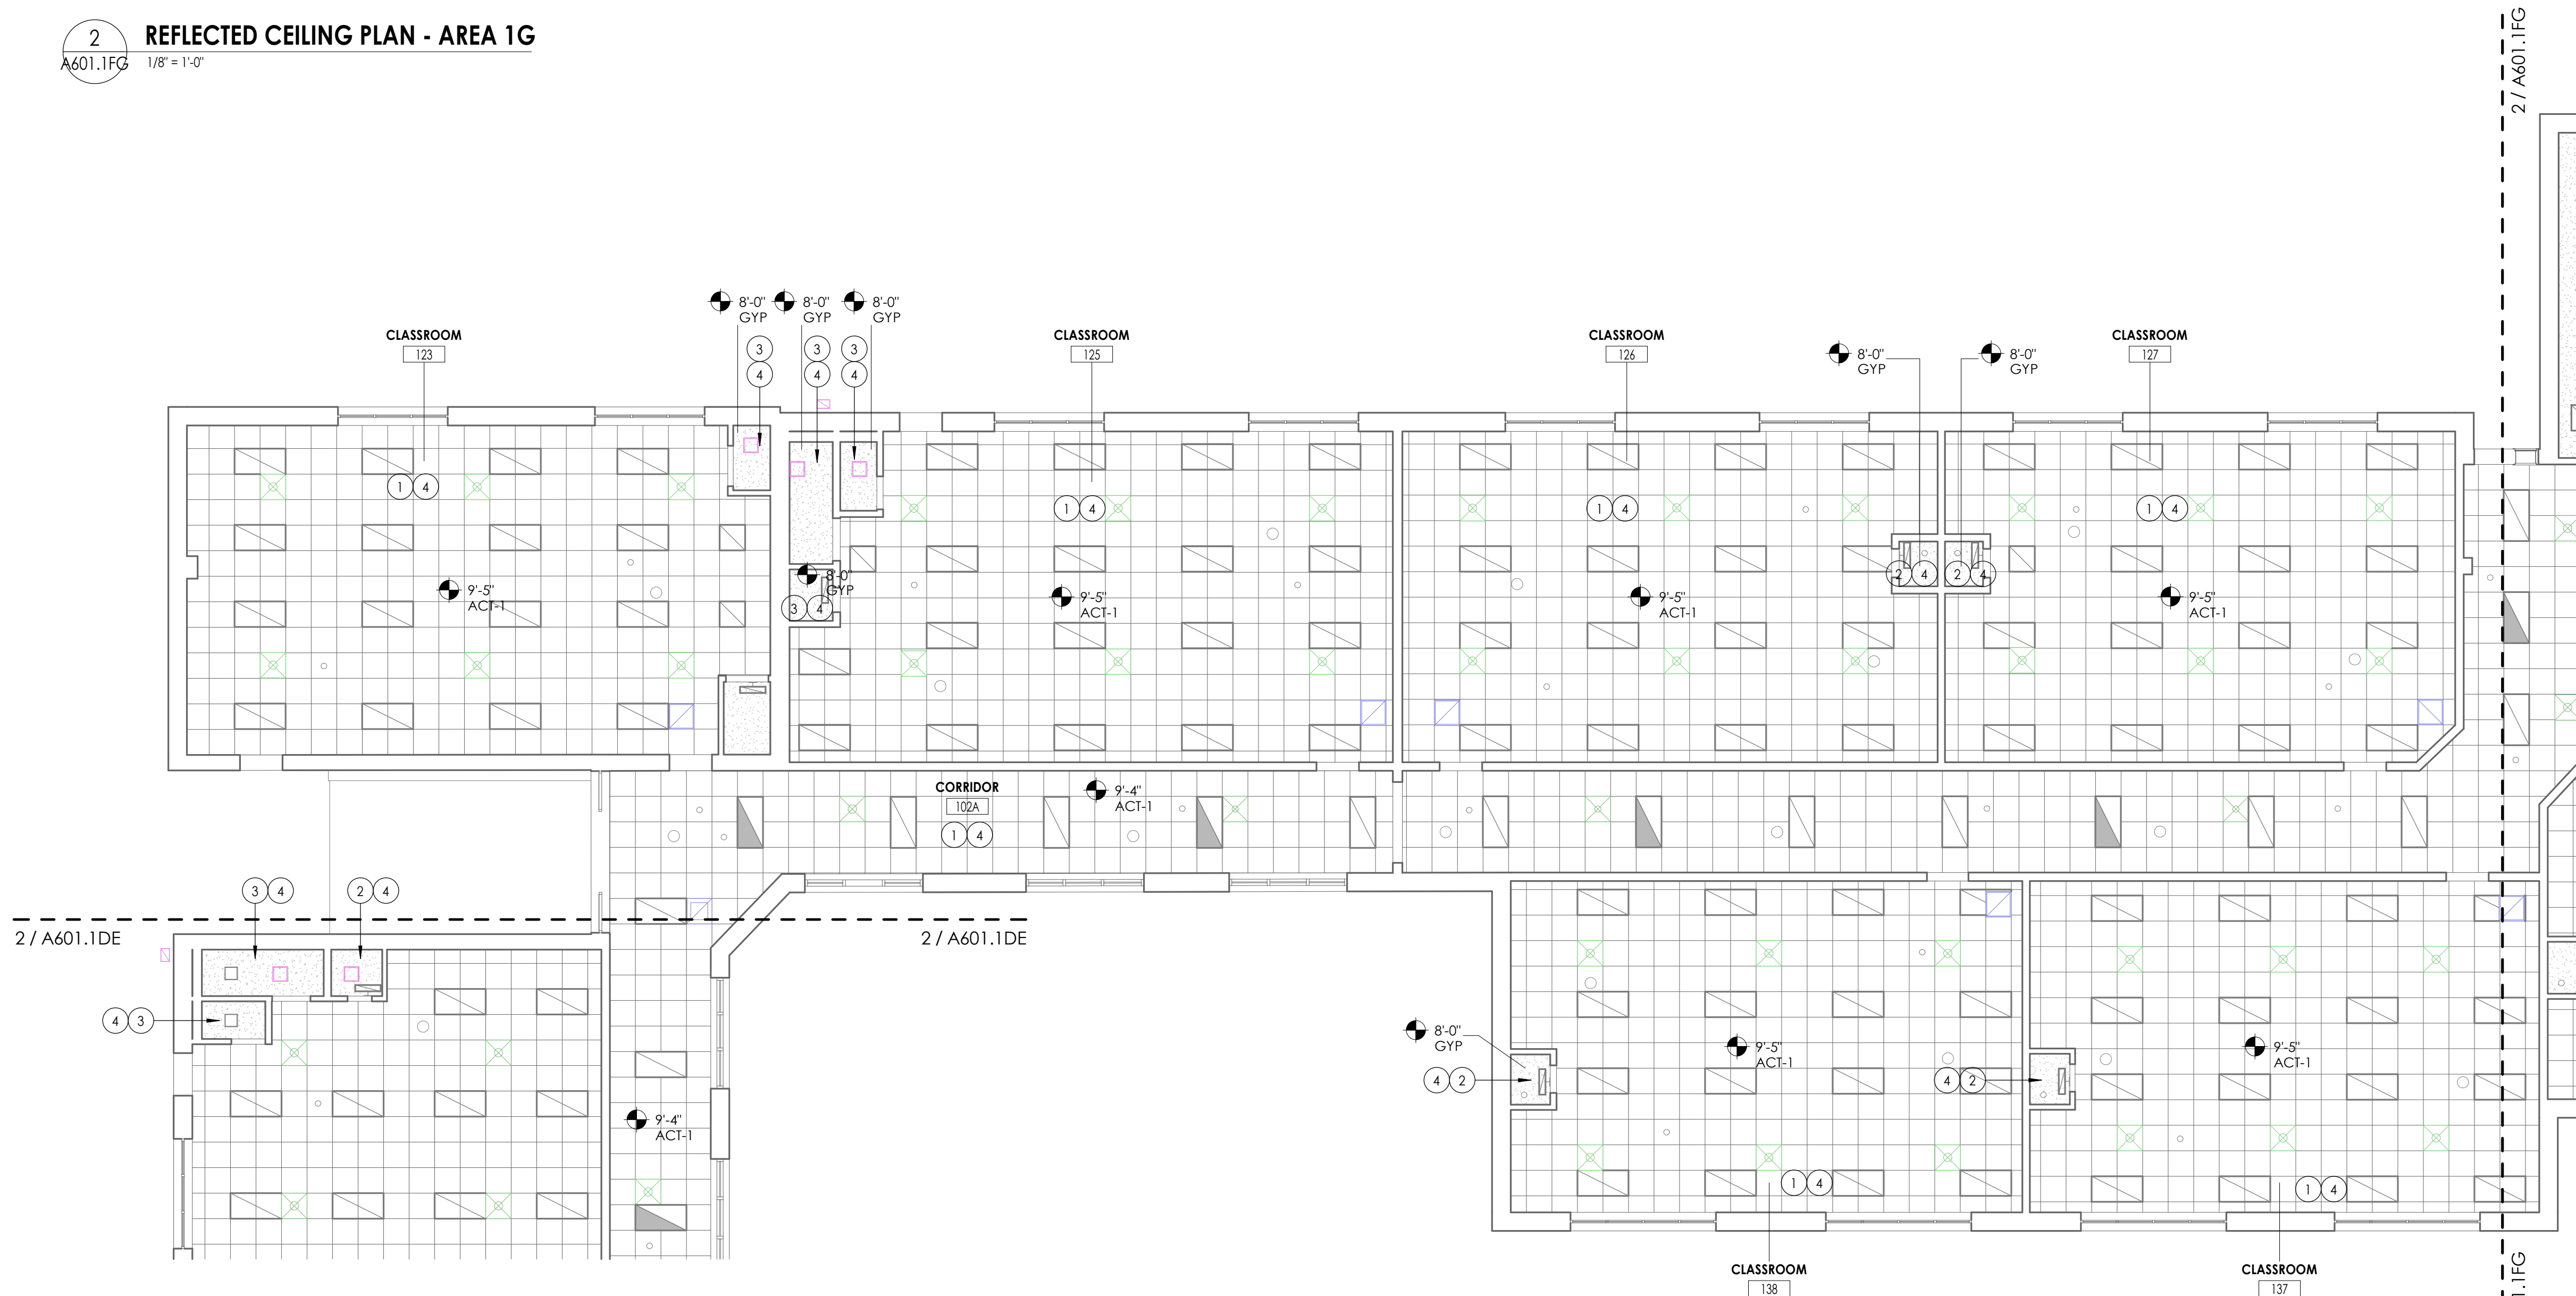 2
A601.1FG
REFLECTED CEILING PLAN - AREA 1G
1/8" = 1'-0"
2 / A601.1FG
8'-0"
GYP
8'-0"
GYP
8'-0"
GYP
3
4
3
4
3
4
CLASSROOM
123
CLASSROOM
125
CLASSROOM
126
CLASSROOM
127
8'-0"
GYP
8'-0"
GYP
1 4
1 4
1 4
1 4
9'-5"
ACT-1
8'-0"
GYP
3 4
9'-5"
ACT-1
9'-5"
ACT-1
2 4
2 4
9'-5"
ACT-1
CORRIDOR
102A
1 4
9'-4"
ACT-1
3 4
2 4
2 / A601.1DE
2 / A601.1DE
4 3
9'-4"
ACT-1
8'-0"
GYP
4 2
9'-5"
ACT-1
4 2
9'-5"
ACT-1
1 4
1 4
CLASSROOM
138
CLASSROOM
137
1.1FG